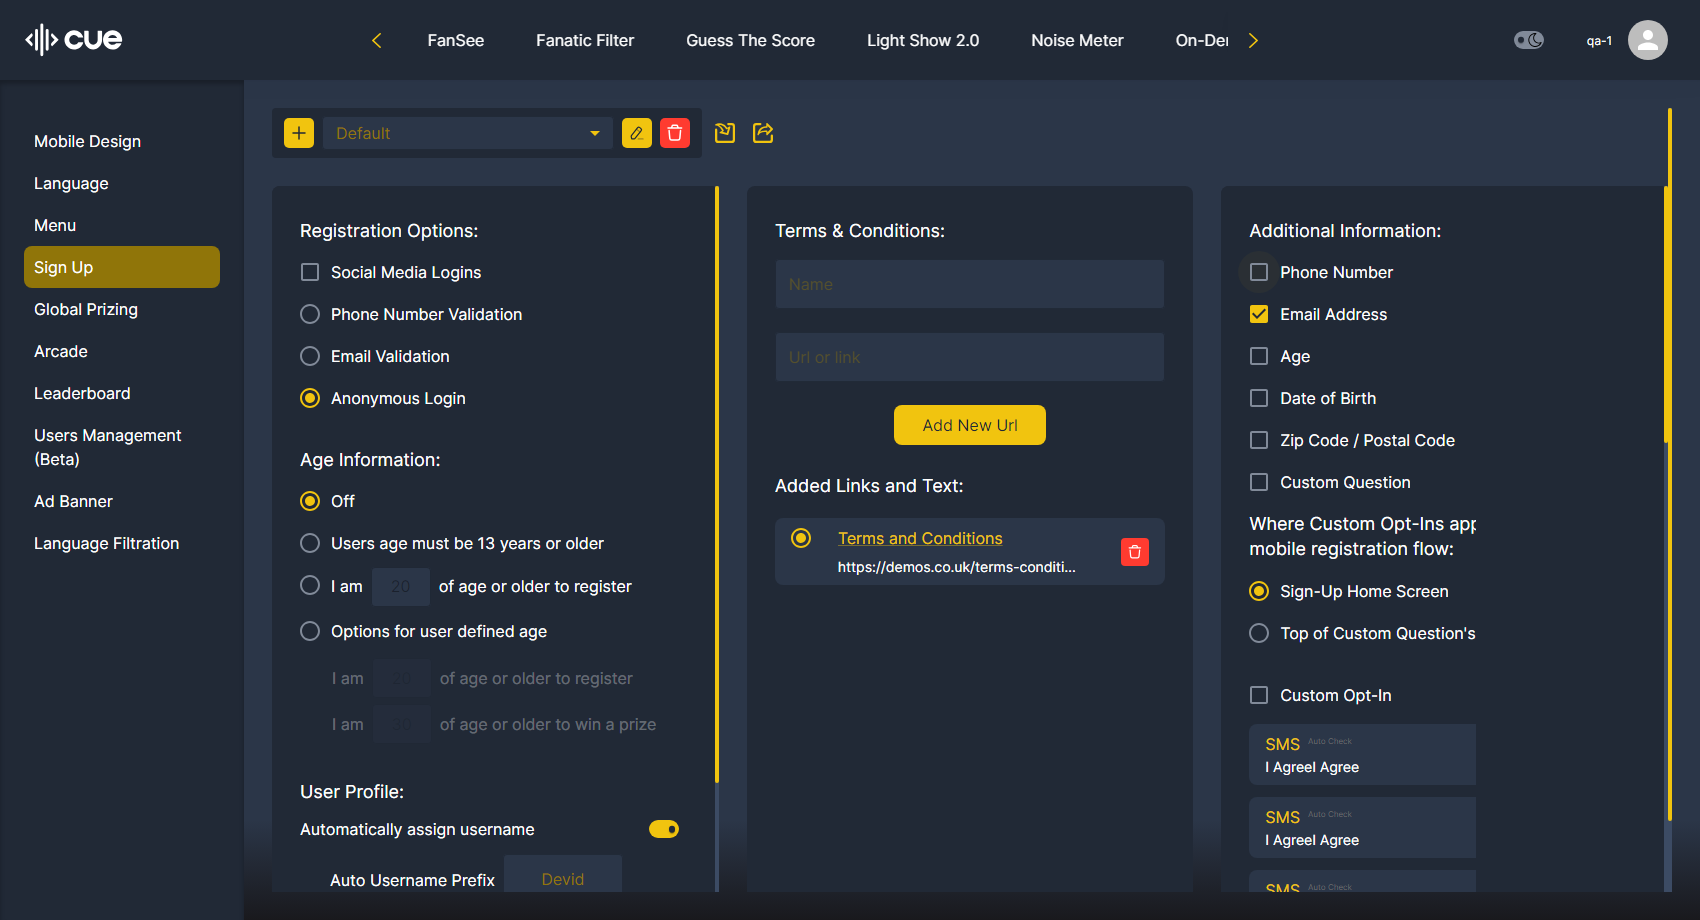 cue
FanSee
Fanatic Filter
Guess The Score
Light Show 2.0
Noise Meter
On-Der
qa-1
Mobile Design
Language
Menu
Sign Up
Global Prizing
Arcade
Leaderboard
Users Management
(Beta)
Ad Banner
Language Filtration
Default
Registration Options:
Social Media Logins
Phone Number Validation
Email Validation
Anonymous Login
Age Information:
Off
Users age must be 13 years or older
I am 20 of age or older to register
Options for user defined age
I am 20 of age or older to register
I am of age or older to win a prize
User Profile:
Automatically assign username
Auto Username Prefix Devid
Terms & Conditions:
Name
Url or link
Add New Url
Added Links and Text:
Terms and Conditions
https://demos.co.uk/terms-conditi...
Additional Information:
Phone Number
Email Address
Age
Date of Birth
Zip Code / Postal Code
Custom Question
Where Custom Opt-Ins app
mobile registration flow:
Sign-Up Home Screen
Top of Custom Question's
Custom Opt-In
SMS Auto Check
I AgreeI Agree
SMS Auto Check
I AgreeI Agree
SMS Auto Check